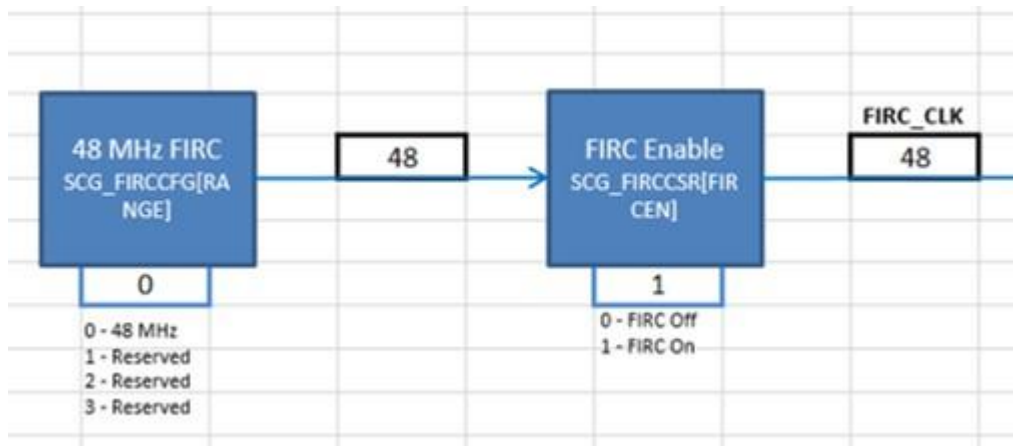 48 MHz FIRC
SCG_FIRCCFG[RA
NGE]
0
0 - 48 MHz
1 - Reserved
2 - Reserved
3 - Reserved
48
FIRC Enable
SCG_FIRCCSR[FIR
CEN]
1
0 - FIRC Off
1 - FIRC On
FIRC_CLK
48